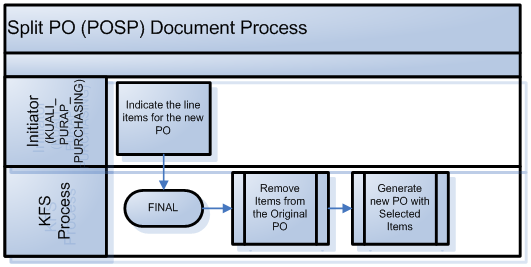 Split PO (POSP) Document Process
Initiator
(KUALI_
PURAP_
PURCHASING)
Indicate the line
items for the new
PO
KFS
Process
FINAL
Remove
Items from
the Original
PO
Generate
new PO with
Selected
Items